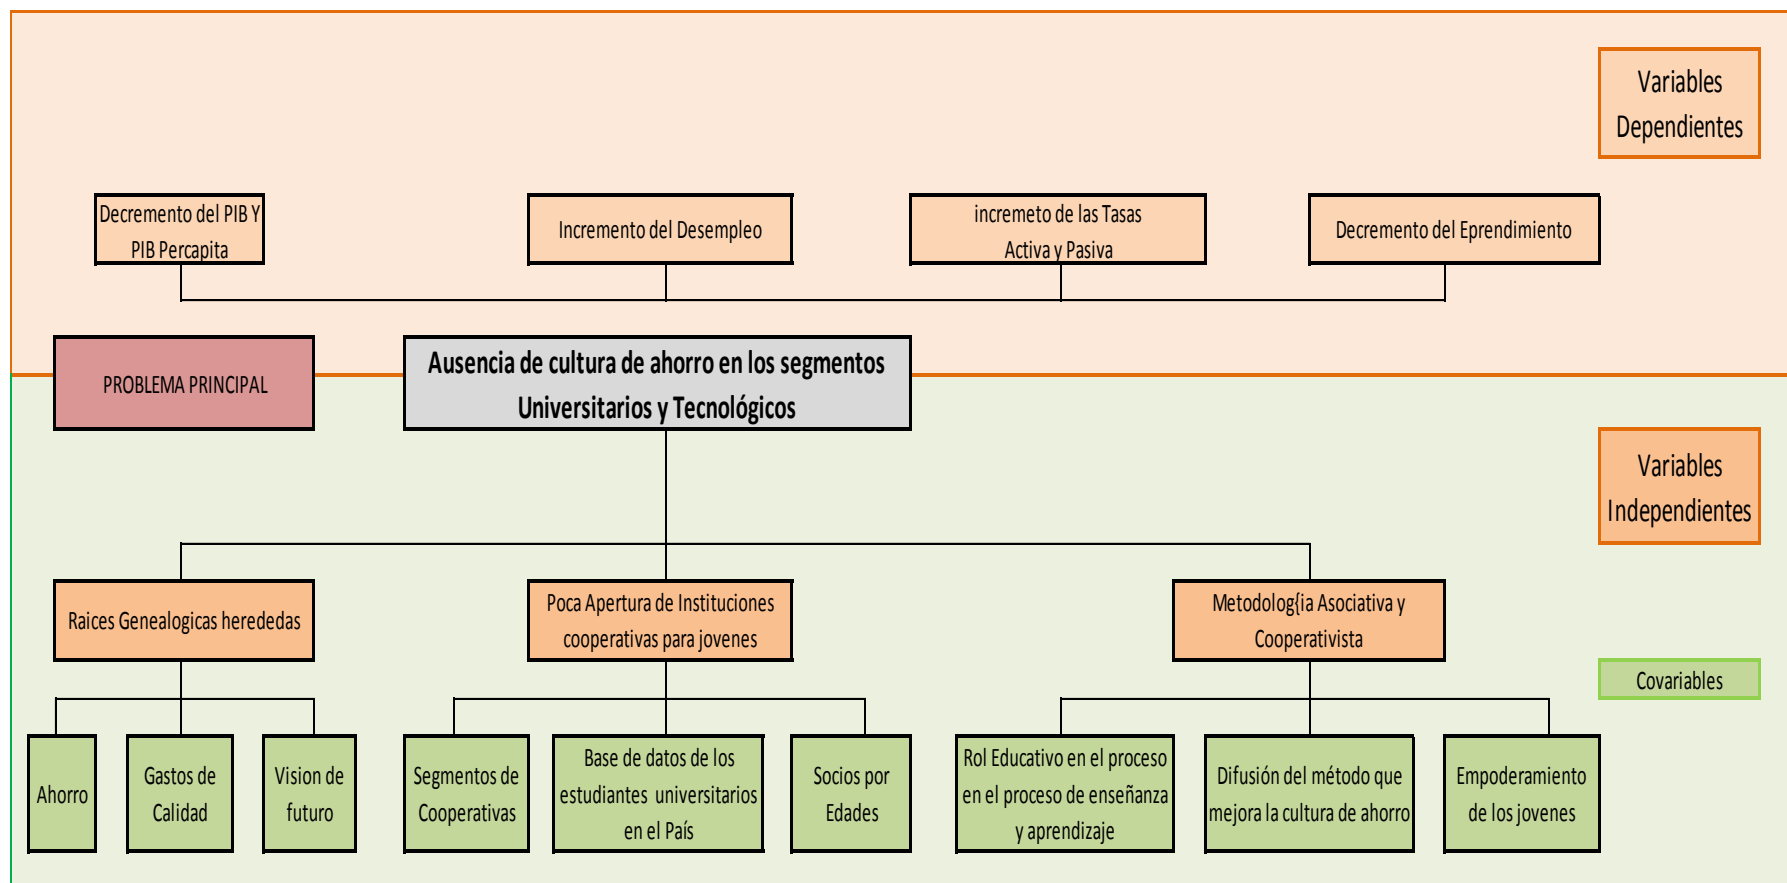 Variables
Dependientes
Decremento del PIB Y
PIB Percapita
Incremento del Desempleo
incremeto de las Tasas
Activa y Pasiva
Decremento del Eprendimiento
PROBLEMA PRINCIPAL
Ausencia de cultura de ahorro en los segmentos
Universitarios y Tecnológicos
Variables
Independientes
Raices Genealogicas herededas
Poca Apertura de Instituciones
cooperativas para jovenes
Metodolog{ia Asociativa y
Cooperativista
Covariables
Ahorro
Gastos de
Calidad
Vision de
futuro
Segmentos de
Cooperativas
Base de datos de los
estudiantes universitarios
en el País
Socios por
Edades
Rol Educativo en el proceso
en el proceso de enseñanza
y aprendizaje
Difusión del método que
mejora la cultura de ahorro
Empoderamiento
de los jovenes